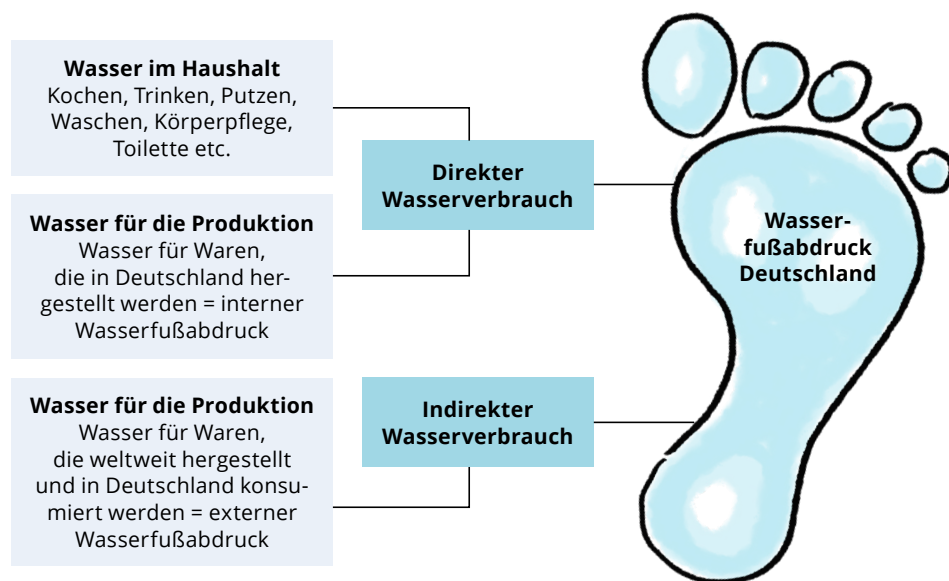 Wasser im Haushalt
Kochen, Trinken, Putzen,
Waschen, Körperpflege,
Toilette etc.
Wasser für die Produktion
Wasser für Waren,
die in Deutschland her-
gestellt werden = interner
Wasserfußabdruck
Wasser für die Produktion
Wasser für Waren,
die weltweit hergestellt
und in Deutschland konsu-
miert werden = externer
Wasserfußabdruck
Direkter
Wasserverbrauch
Indirekter
Wasserverbrauch
Wasser-
fußabdruck
Deutschland